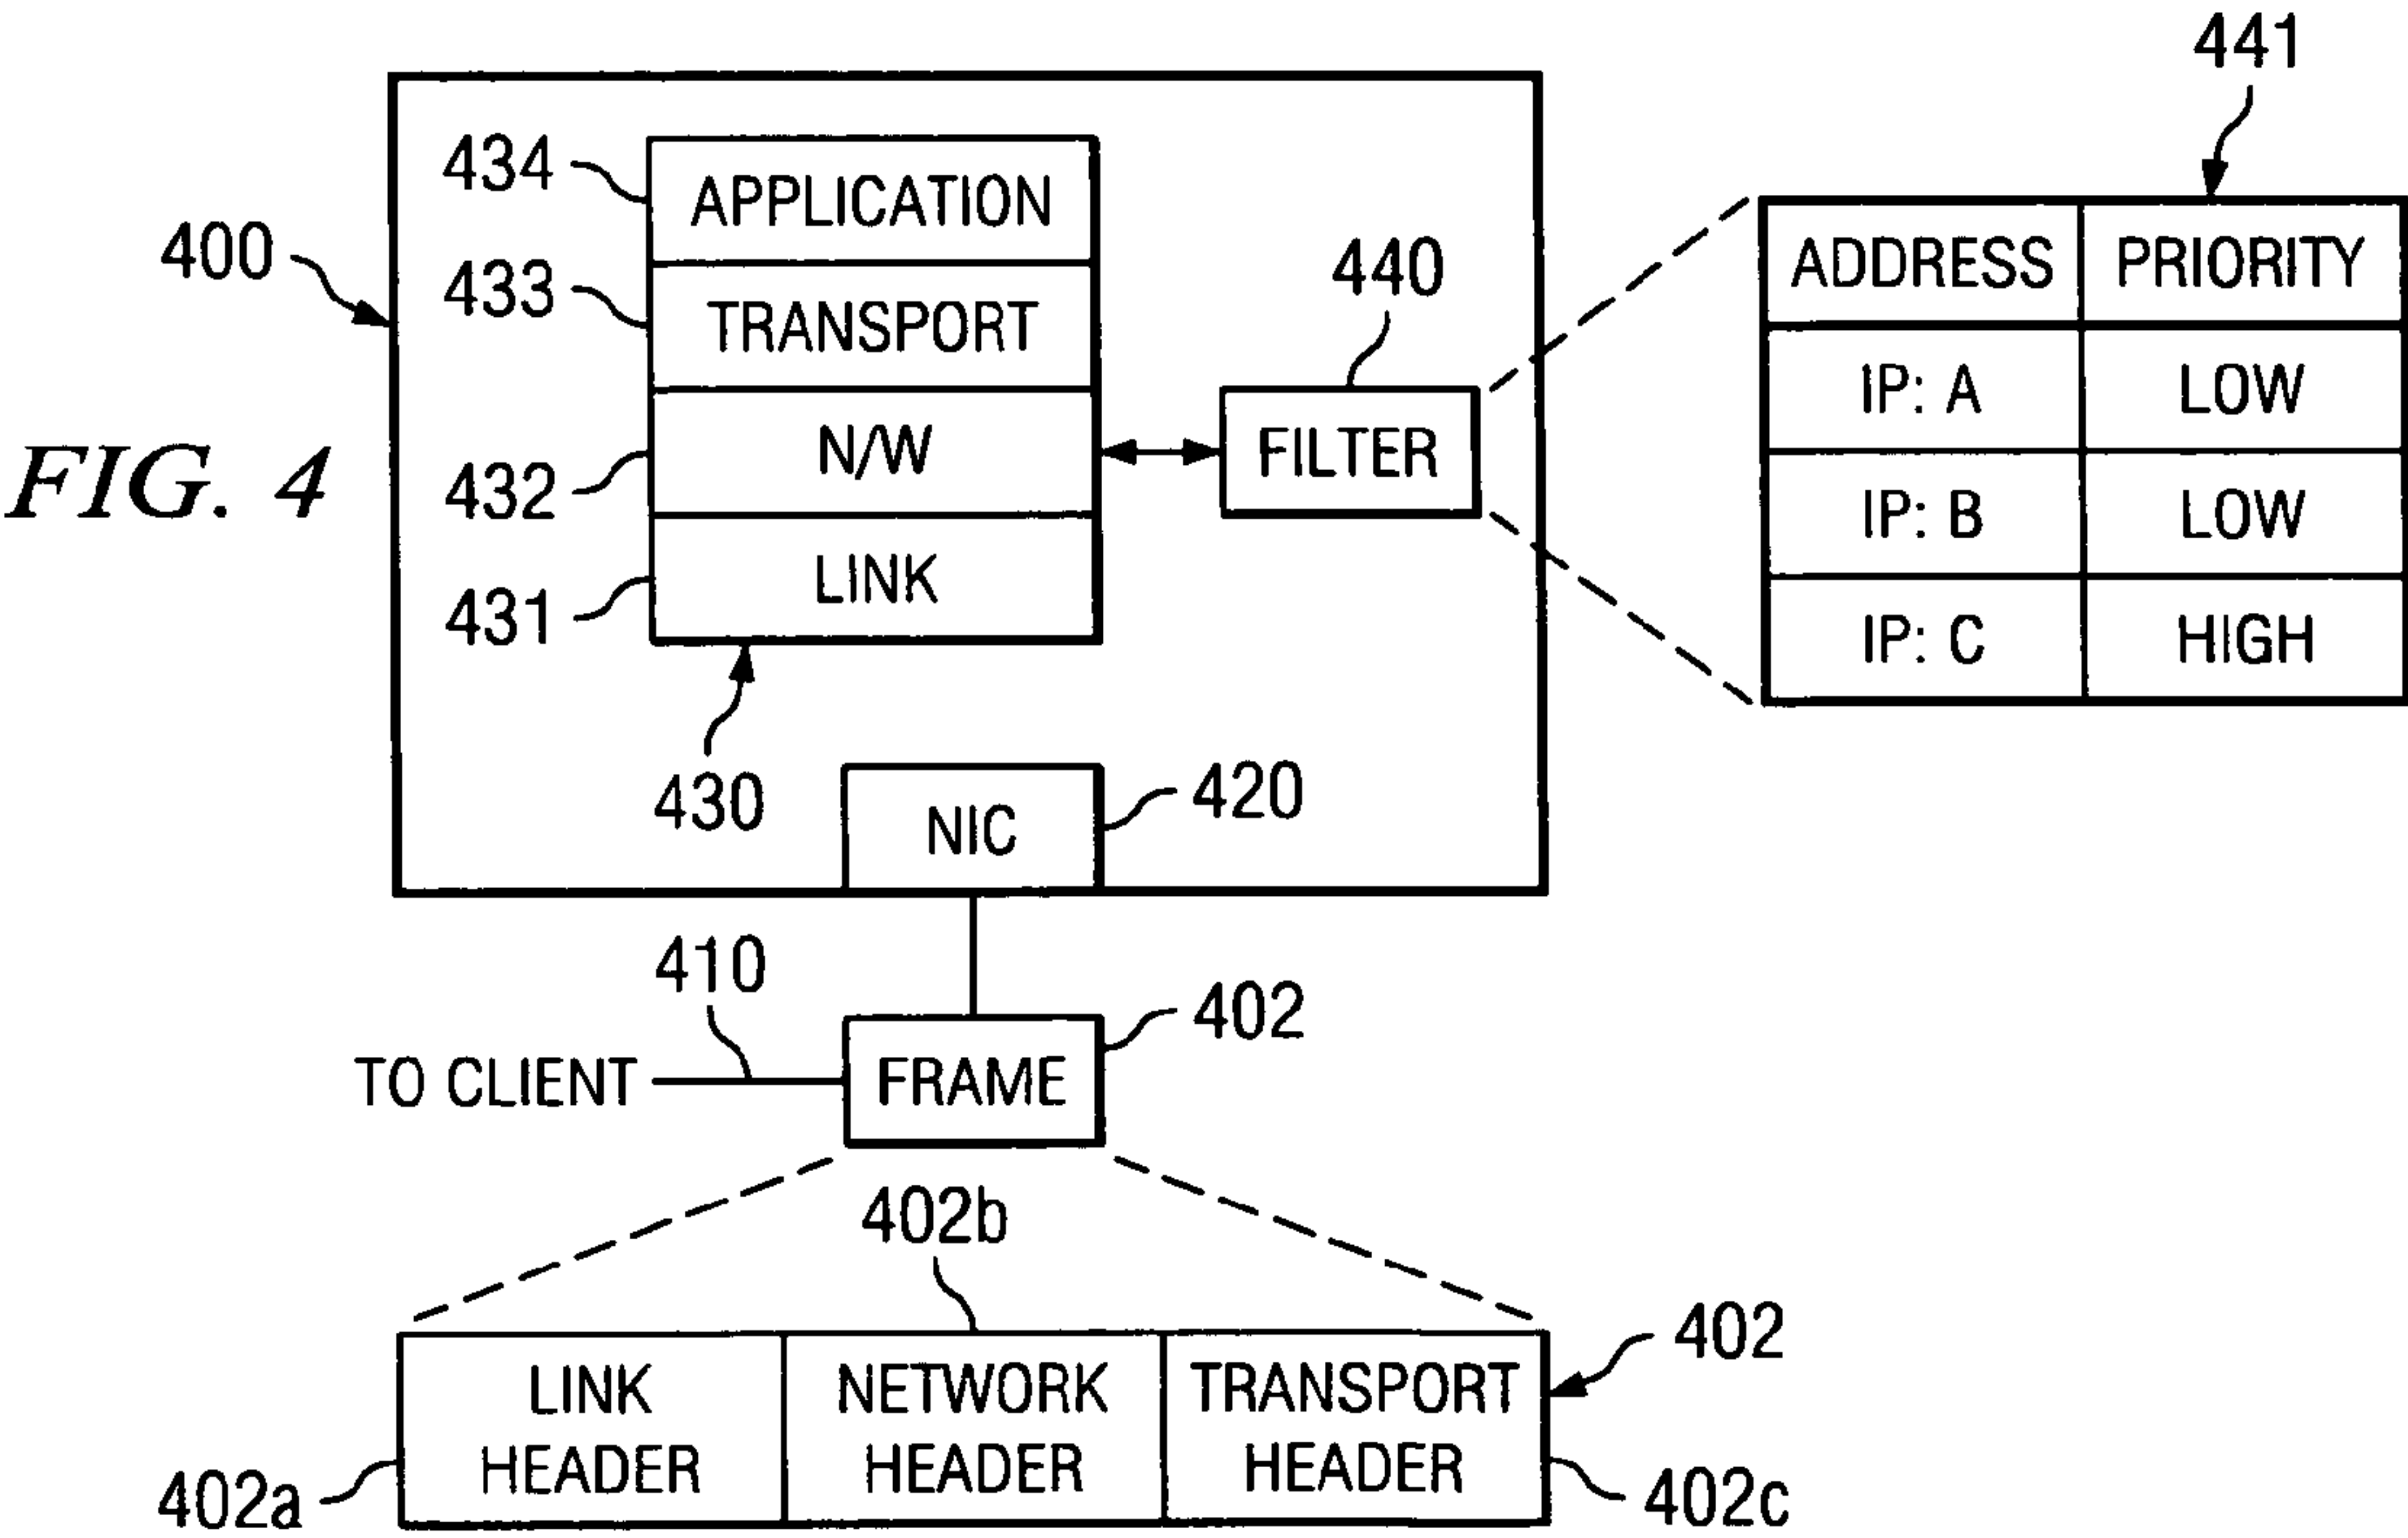 441
434
APPLICATION
400
433
TRANSPORT
440
ADDRESS PRIORITY
IP: A LOW
FIG. 4
432
N/W
FILTER
IP: B LOW
431
LINK
IP: C HIGH
430
NIC
420
410
402
TO CLIENT
FRAME
402b
402
LINK HEADER
NETWORK HEADER
TRANSPORT HEADER
402a
402c